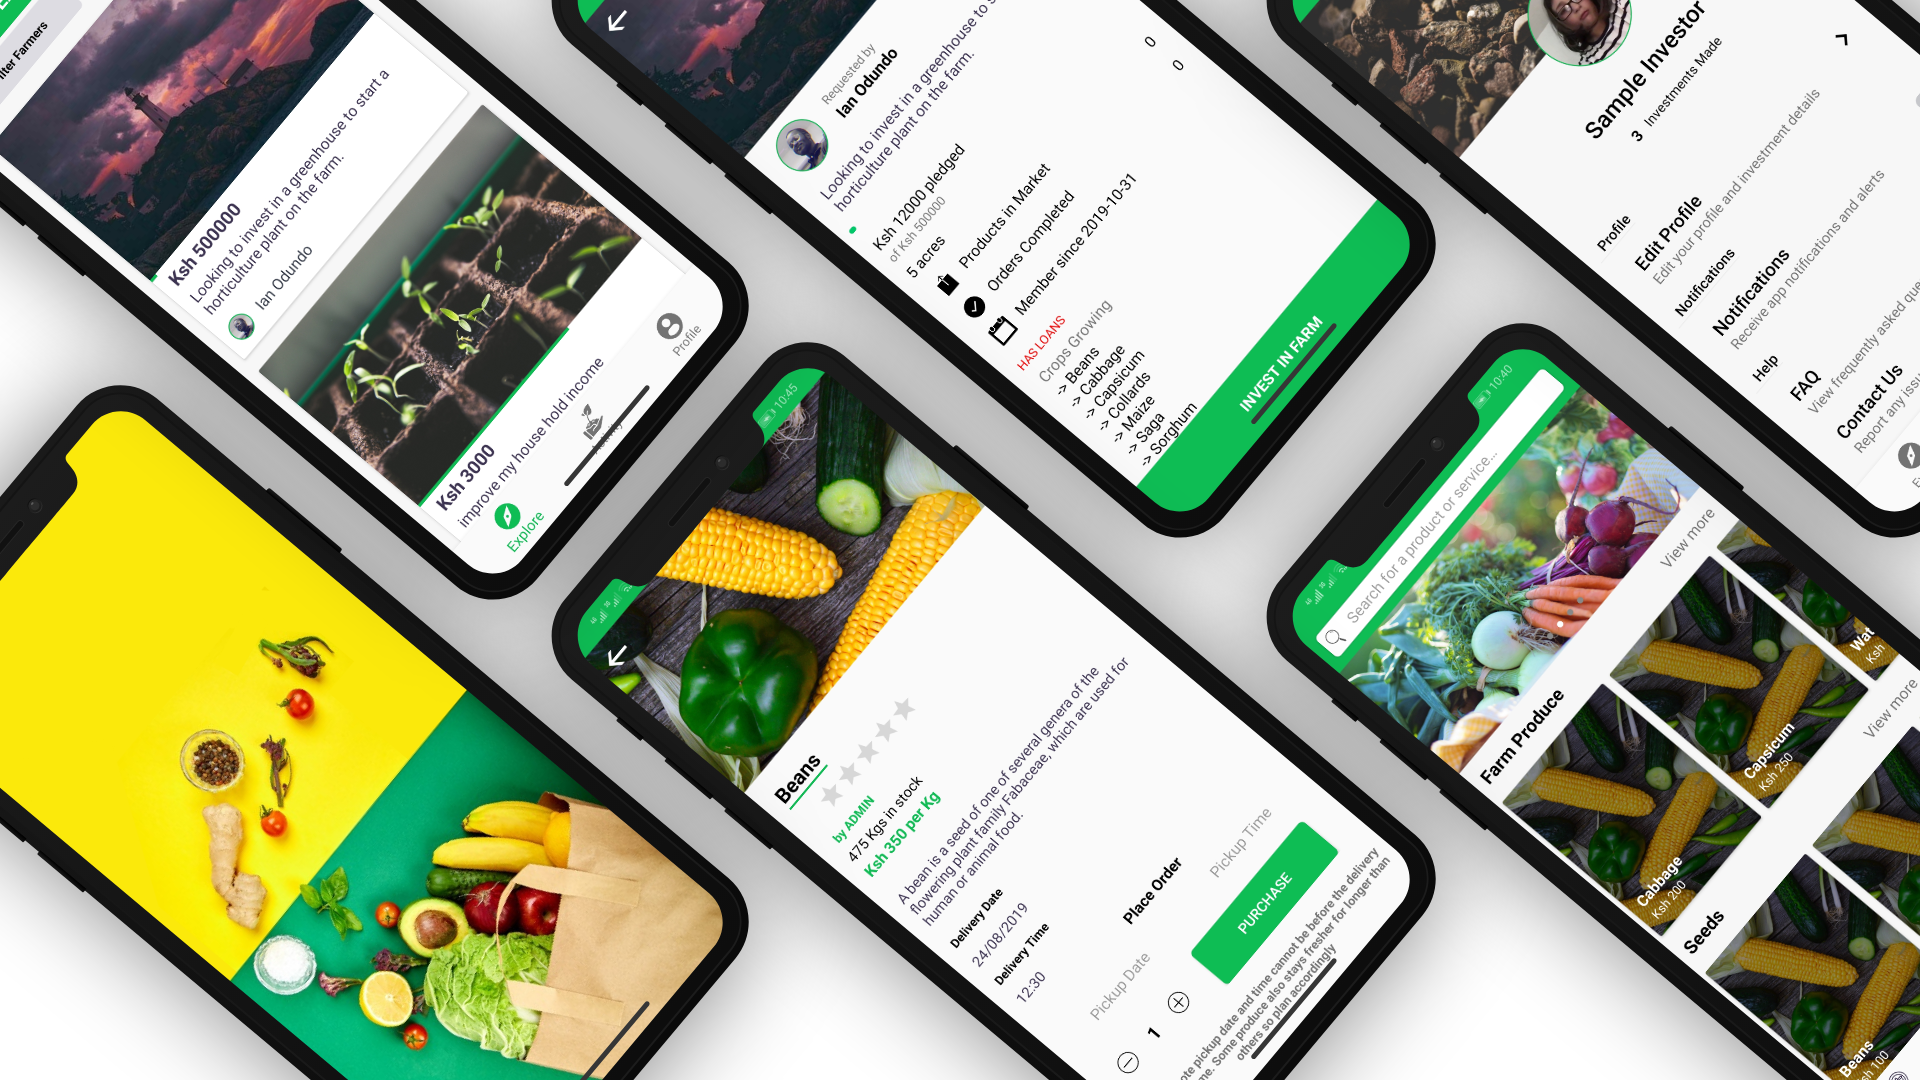 Filter Farmers
Ksh 500000
Looking to invest in a greenhouse to start a
horticulture plant on the farm.
Ian Odundo
Ksh 3000
improve my house hold income
Explore
Profile
Requested by
Ian Odundo
Looking to invest in a greenhouse to
horticulture plant on the farm.
Ksh 12000 pledged
of Ksh 500000
5 acres
Products in Market
0
Orders Completed
0
Member since 2019-10-31
HAS LOANS
Crops Growing
-> Beans
-> Cabbage
-> Capsicum
-> Collards
-> Maize
-> Saga
-> Sorghum
INVEST IN FARM
Sample Investor
3 Investments Made
Profile
Edit Profile
Edit your profile and investment details
Notifications
Notifications
Receive app notifications and alerts
Help
FAQ
View frequently asked
Contact Us
Report any
10:45
Beans
by ADMIN
475 Kgs in stock
Ksh 350 per Kg
A bean is a seed of one of several genera of the
flowering plant family Fabaceae, which are used for
human or animal food.
Delivery Date
24/08/2019
Delivery Time
12:30
Place Order
Pickup Date
Pickup Time
1
PURCHASE
pickup date and time cannot be before the delivery
Some produce also stays fresher for longer than
others so plan accordingly
10:40
Search for a product or service...
Farm Produce
View more
Cabbage
Ksh 200
Capsicum
Ksh 250
Wat
Ksh
Seeds
View more
Beans
Ksh 100